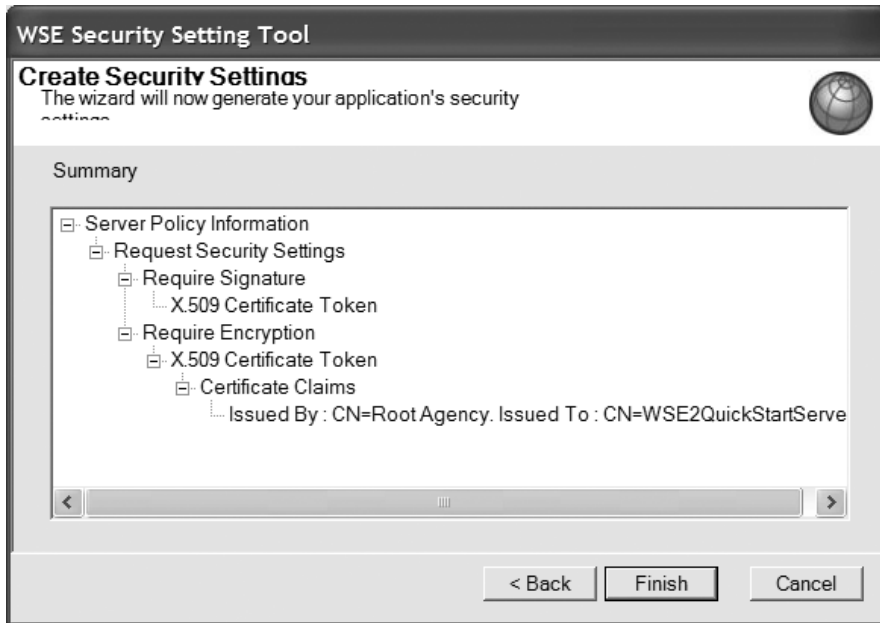 WSE Security Setting Tool
Create Security Settings
The wizard will now generate your application's security
settings
Summary
Server Policy Information
Request Security Settings
Require Signature
X.509 Certificate Token
Require Encryption
X.509 Certificate Token
Certificate Claims
Issued By : CN=Root Agency. Issued To : CN=WSE2QuickStartServe
< Back
Finish
Cancel